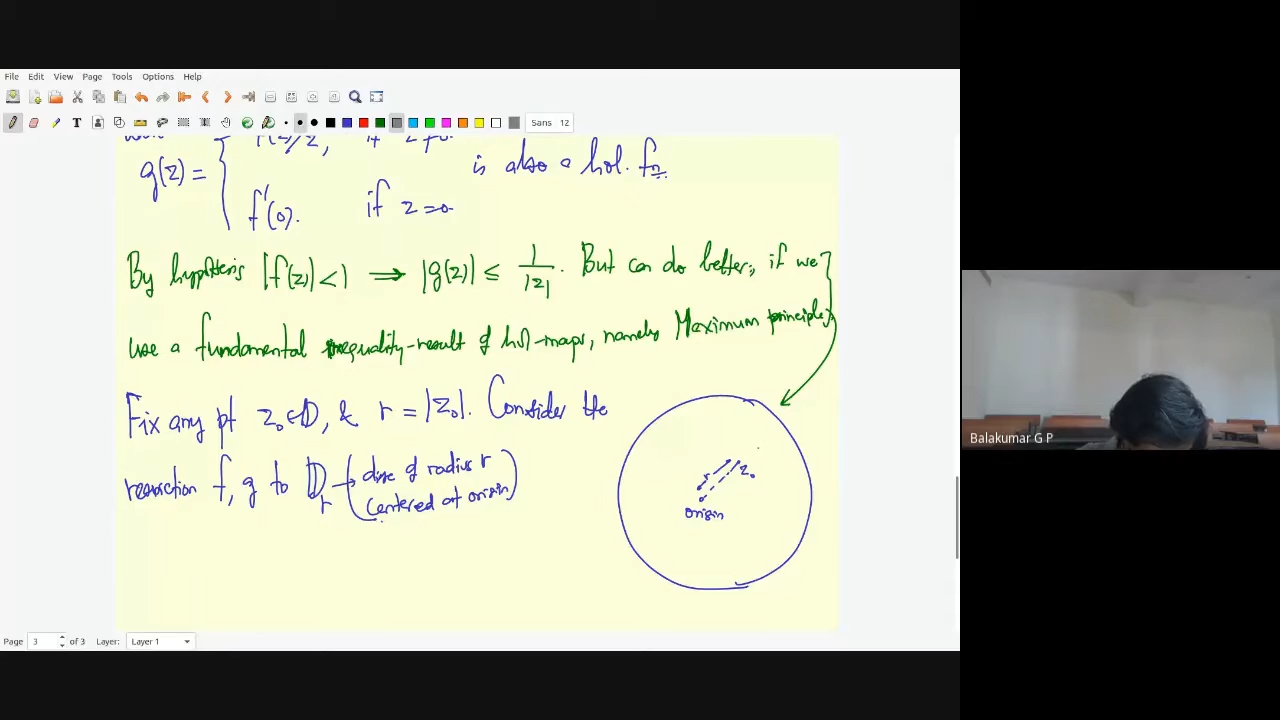 File Edit View Page Tools Options Help
Sans 12
g(z) = { f(z)/z, if z ≠ 0.
f'(0). if z = 0
is also a hol. fn.
By hypothesis |f(z)| < 1 ⟹ |g(z)| ≤ 1/|z|. But can do better; if we
use a fundamental inequality-result of hol-maps, namely Maximum principle;
Fix any pt z₀ ∈ 𝔻, & r = |z₀|. Consider the
restriction f, g to 𝔻ᵣ → (disc of radius r
centered at origin)
r
z₀
origin
Page 3 of 3 Layer: Layer 1
Balakumar G P